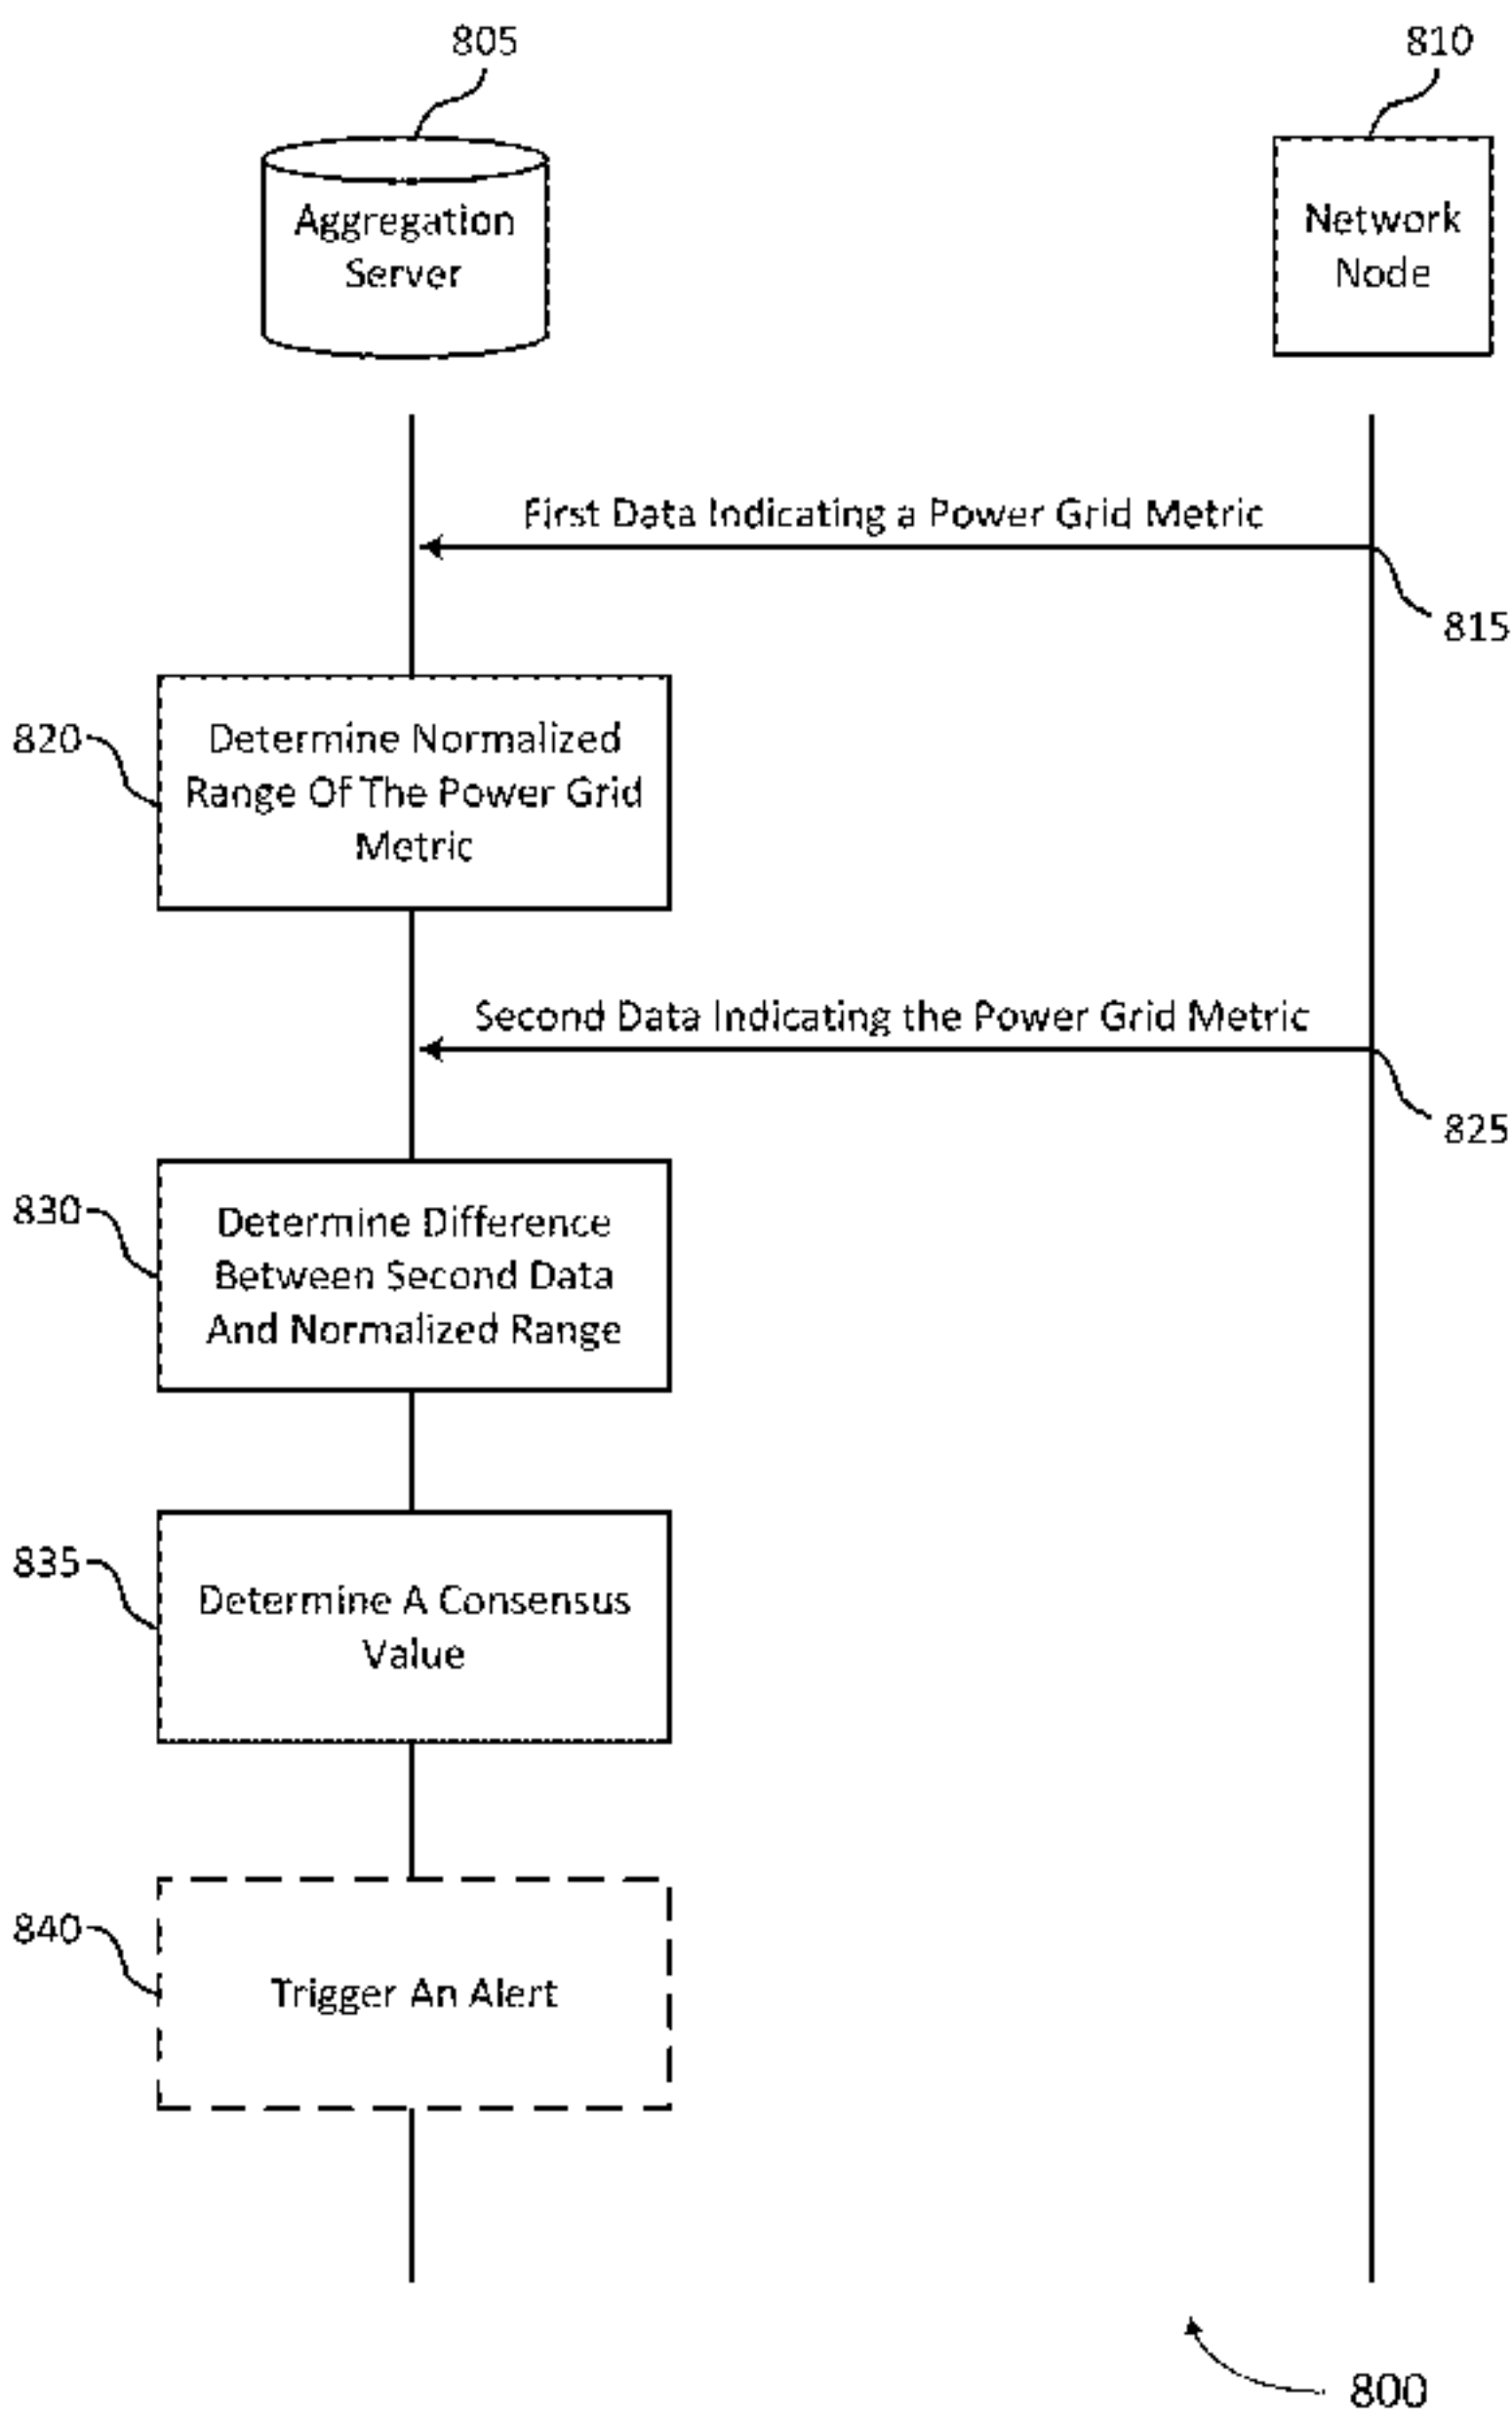 805
810
Aggregation
Server
Network
Node
First Data Indicating a Power Grid Metric
815
820
Determine Normalized
Range Of The Power Grid
Metric
Second Data Indicating the Power Grid Metric
825
830
Determine Difference
Between Second Data
And Normalized Range
835
Determine A Consensus
Value
840
Trigger An Alert
800